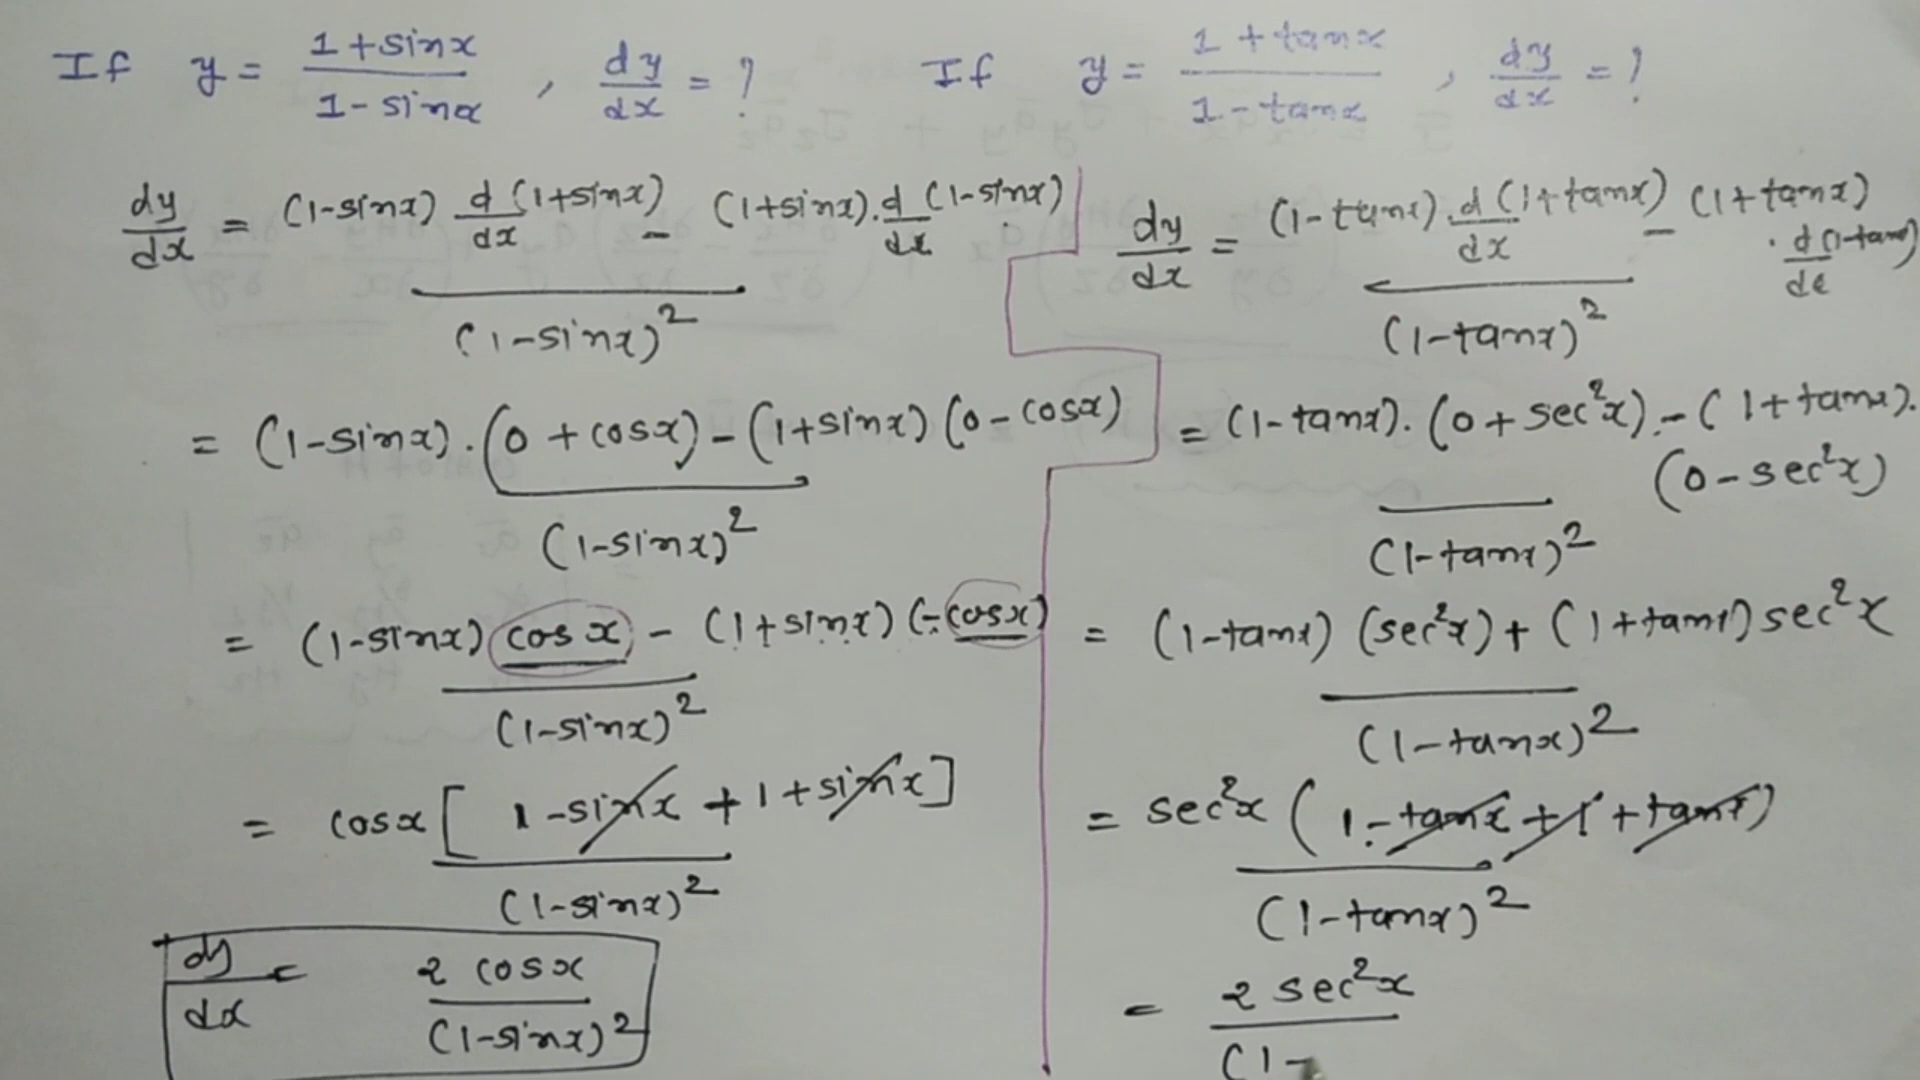 If y = 1+sinx / 1-sinx , dy/dx = ?
dy/dx = (1-sinx) d/dx (1+sinx) - (1+sinx).d/dx (1-sinx)
(1-sinx)²
= (1-sinx).(0 + cosx) - (1+sinx) (0 - cosx)
(1-sinx)²
= (1-sinx) cosx - (1+sinx) (-cosx)
(1-sinx)²
= cosx [ 1-sinx + 1+sinx ]
(1-sinx)²
dy/dx = 2 cosx / (1-sinx)²
If y = 1+tanx / 1-tanx , dy/dx = ?
dy/dx = (1-tanx).d/dx (1+tanx) - (1+tanx)
. d/dx (1-tanx)
(1-tanx)²
= (1-tanx).(0+sec²x) - (1+tanx).
(0-sec²x)
(1-tanx)²
= (1-tanx) (sec²x) + (1+tanx) sec²x
(1-tanx)²
= sec²x (1-tanx + 1 + tanx)
(1-tanx)²
= 2 sec²x
(1-